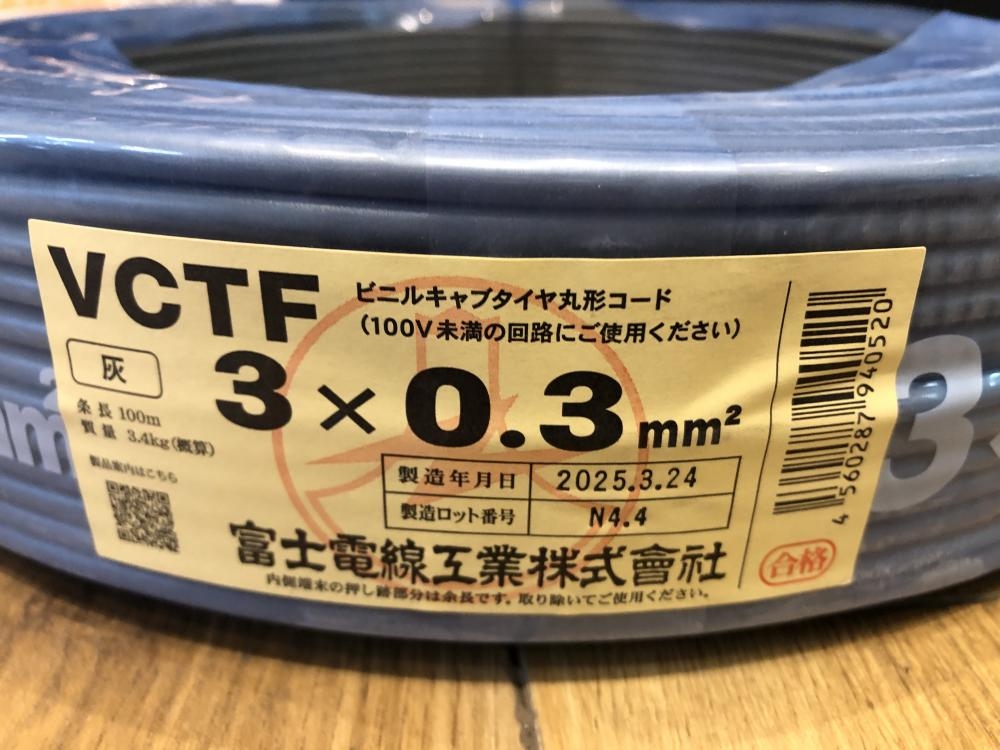 VCTF
ビニルキャブタイヤ丸形コード
(100V未満の回路にご使用ください)
灰
3×0.3mm²
条長 100m
質量 3.4kg(概算)
製品案内はこちら
製造年月日 2025.3.24
製造ロット番号 N4.4
富士電線工業株式會社
内側端末の押し跡部分は余長です。取り除いてご使用ください。
4 560287 940520
合格
3